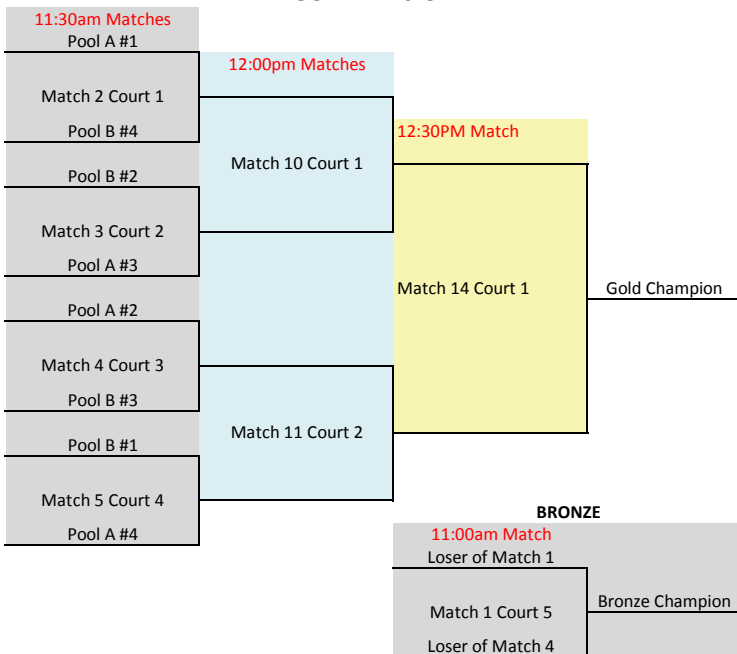 11:30am Matches
Pool A #1
12:00pm Matches
Match 2 Court 1
Pool B #4
12:30PM Match
Match 10 Court 1
Pool B #2
Match 3 Court 2
Pool A #3
Match 14 Court 1
Gold Champion
Pool A #2
Match 4 Court 3
Pool B #3
Match 11 Court 2
Pool B #1
Match 5 Court 4
Pool A #4
BRONZE
11:00am Match
Loser of Match 1
Bronze Champion
Match 1 Court 5
Loser of Match 4